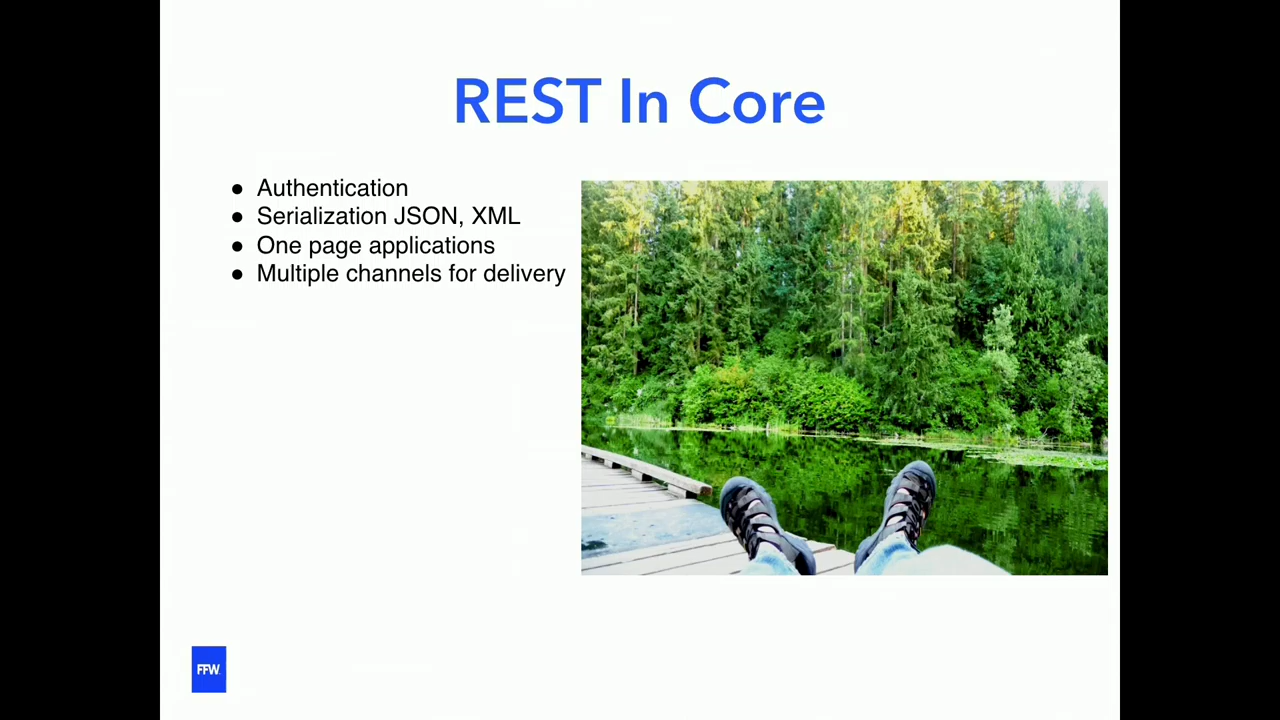 REST In Core
● Authentication
● Serialization JSON, XML
● One page applications
● Multiple channels for delivery
FFW